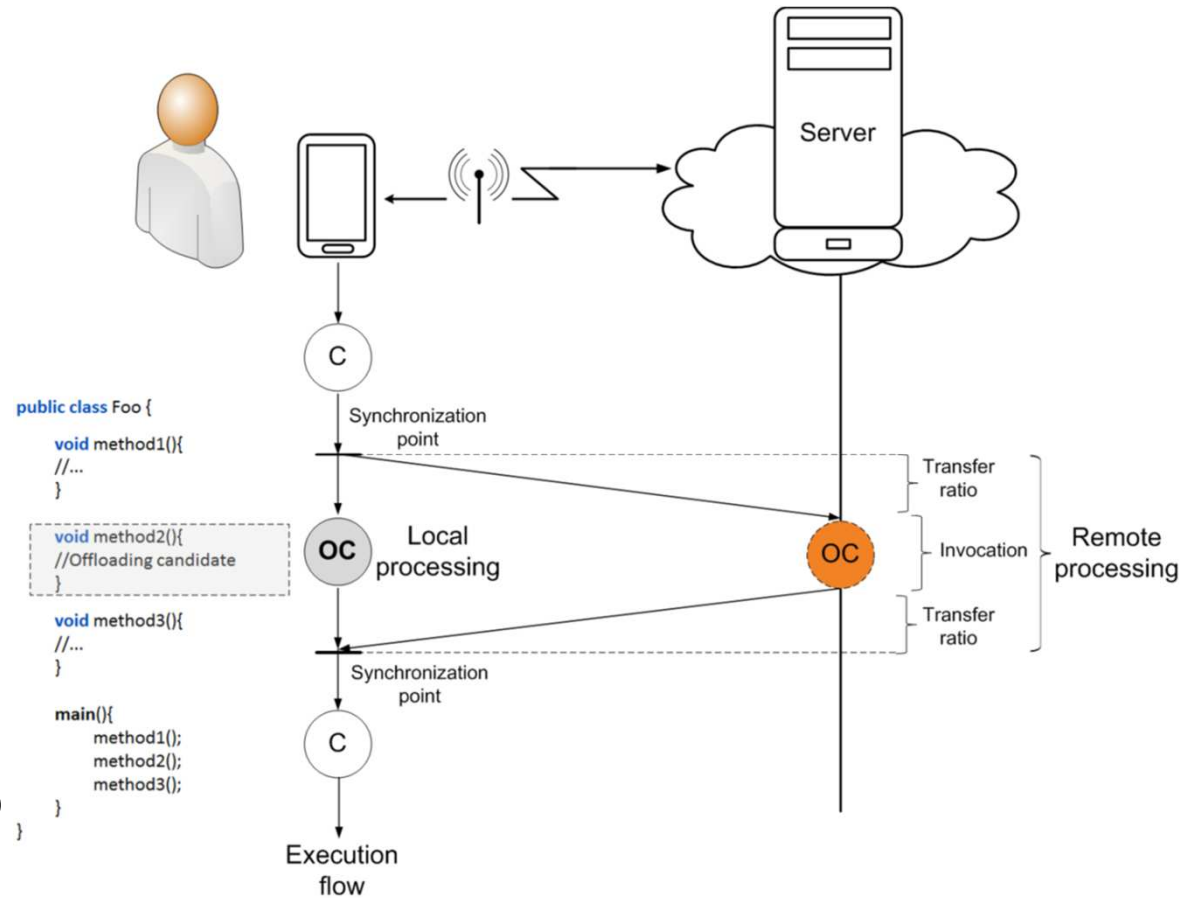 Server
C
public class Foo {
void method1(){
//...
}
void method2(){
//Offloading candidate
}
void method3(){
//...
}
main(){
method1();
method2();
method3();
}
}
Synchronization
point
OC
Local
processing
Synchronization
point
C
Execution
flow
OC
Transfer
ratio
Invocation
Transfer
ratio
Remote
processing
)